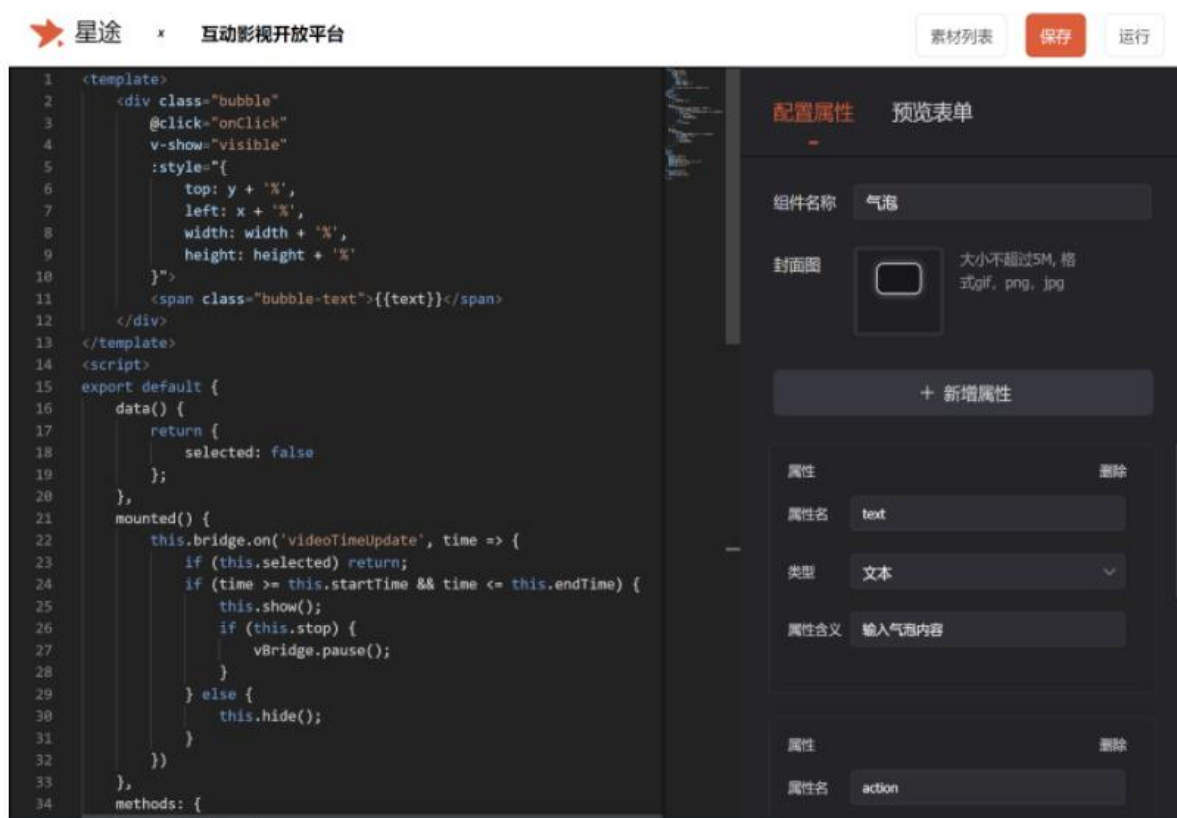 星途 x 互动影视开放平台
素材列表 保存 运行
1 <template>
2 <div class="bubble"
3 @click="onClick"
4 v-show="visible"
5 :style="{
6 top: y + '%',
7 left: x + '%',
8 width: width + '%',
9 height: height + '%'
10 }">
11 <span class="bubble-text">{{text}}</span>
12 </div>
13 </template>
14 <script>
15 export default {
16 data() {
17 return {
18 selected: false
19 };
20 },
21 mounted() {
22 this.bridge.on('videoTimeUpdate', time => {
23 if (this.selected) return;
24 if (time >= this.startTime && time <= this.endTime) {
25 this.show();
26 if (this.stop) {
27 vBridge.pause();
28 }
29 } else {
30 this.hide();
31 }
32 })
33 },
34 methods: {
配置属性 预览表单
组件名称 气泡
封面图 大小不超过5M, 格
式gif, png, jpg
+ 新增属性
属性 删除
属性名 text
类型 文本
属性含义 输入气泡内容
属性 删除
属性名 action